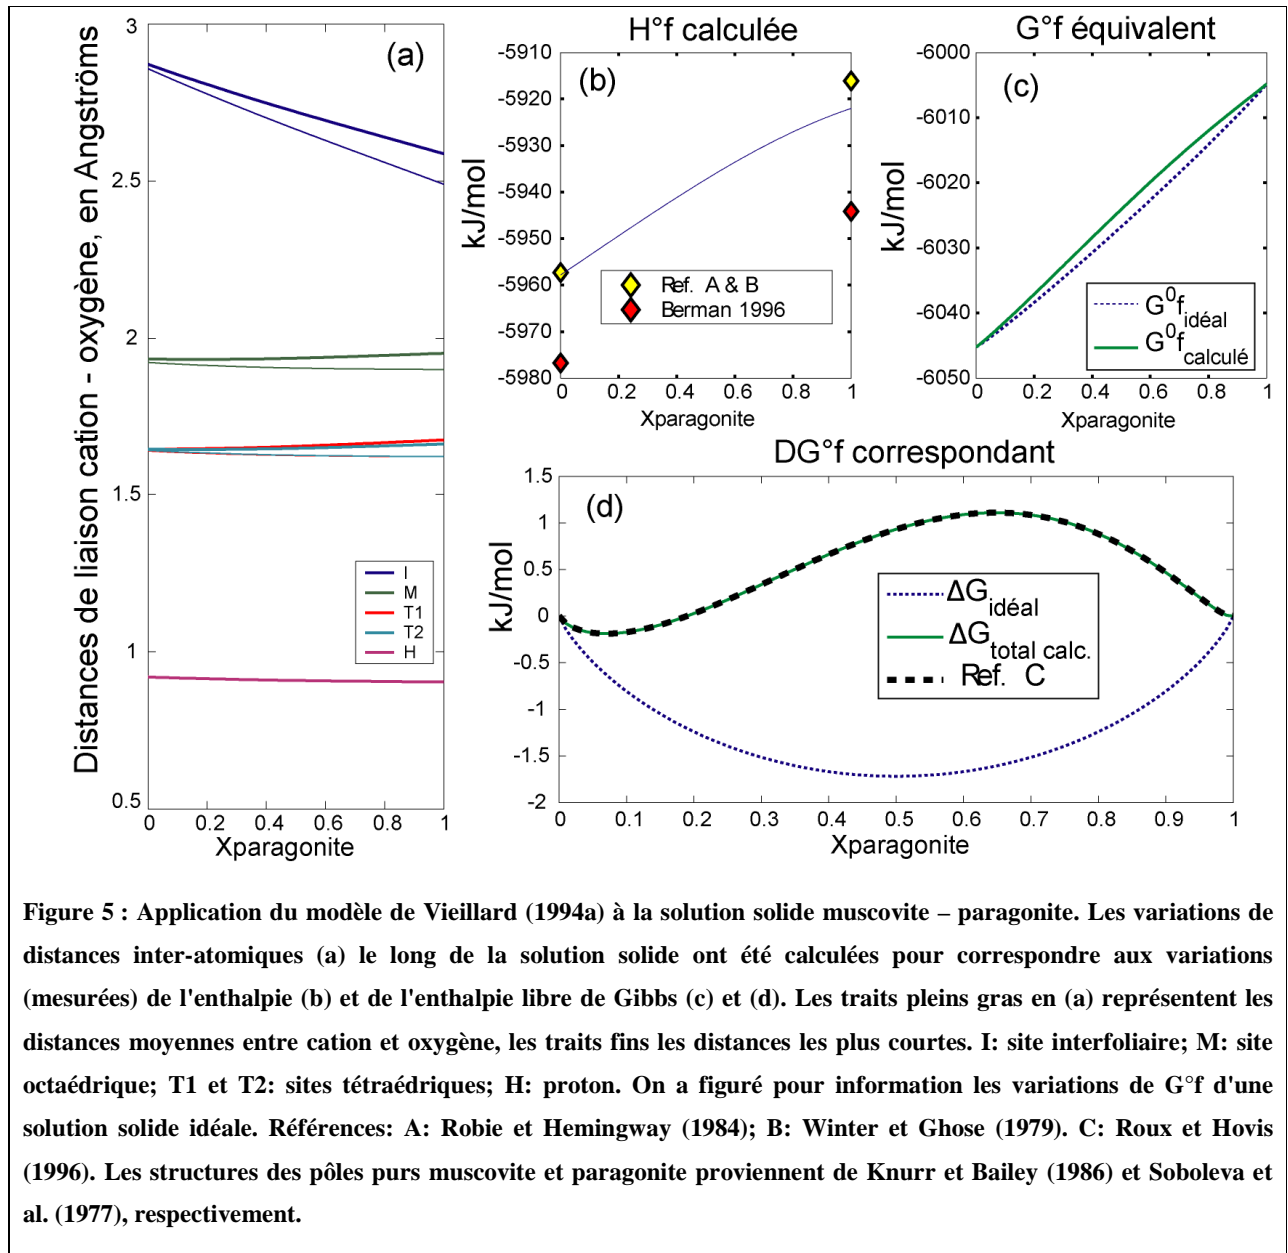 Distances de liaison cation - oxygène, en Angströms
3
2.5
2
1.5
1
0.5
(a)
I
M
T1
T2
H
0 0.2 0.4 0.6 0.8 1
Xparagonite
H°f calculée
kJ/mol
-5910
-5920
-5930
-5940
-5950
-5960
-5970
-5980
(b)
Ref. A & B
Berman 1996
0 0.2 0.4 0.6 0.8 1
Xparagonite
G°f équivalent
kJ/mol
-6000
-6010
-6020
-6030
-6040
-6050
(c)
G⁰f idéal
G⁰f calculé
0 0.2 0.4 0.6 0.8 1
Xparagonite
DG°f correspondant
kJ/mol
1.5
1
0.5
0
-0.5
-1
-1.5
-2
(d)
ΔG idéal
ΔG total calc.
Ref. C
0 0.1 0.2 0.3 0.4 0.5 0.6 0.7 0.8 0.9 1
Xparagonite
Figure 5 : Application du modèle de Vieillard (1994a) à la solution solide muscovite – paragonite. Les variations de
distances inter-atomiques (a) le long de la solution solide ont été calculées pour correspondre aux variations
(mesurées) de l'enthalpie (b) et de l'enthalpie libre de Gibbs (c) et (d). Les traits pleins gras en (a) représentent les
distances moyennes entre cation et oxygène, les traits fins les distances les plus courtes. I: site interfoliaire; M: site
octaédrique; T1 et T2: sites tétraédriques; H: proton. On a figuré pour information les variations de G°f d'une
solution solide idéale. Références: A: Robie et Hemingway (1984); B: Winter et Ghose (1979). C: Roux et Hovis
(1996). Les structures des pôles purs muscovite et paragonite proviennent de Knurr et Bailey (1986) et Soboleva et
al. (1977), respectivement.